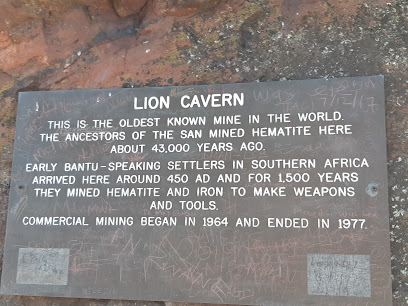 LION CAVERN
THIS IS THE OLDEST KNOWN MINE IN THE WORLD.
THE ANCESTORS OF THE SAN MINED HEMATITE HERE
ABOUT 43,000 YEARS AGO.
EARLY BANTU-SPEAKING SETTLERS IN SOUTHERN AFRICA
ARRIVED HERE AROUND 450 AD AND FOR 1,500 YEARS
THEY MINED HEMATITE AND IRON TO MAKE WEAPONS
AND TOOLS.
COMMERCIAL MINING BEGAN IN 1964 AND ENDED IN 1977.